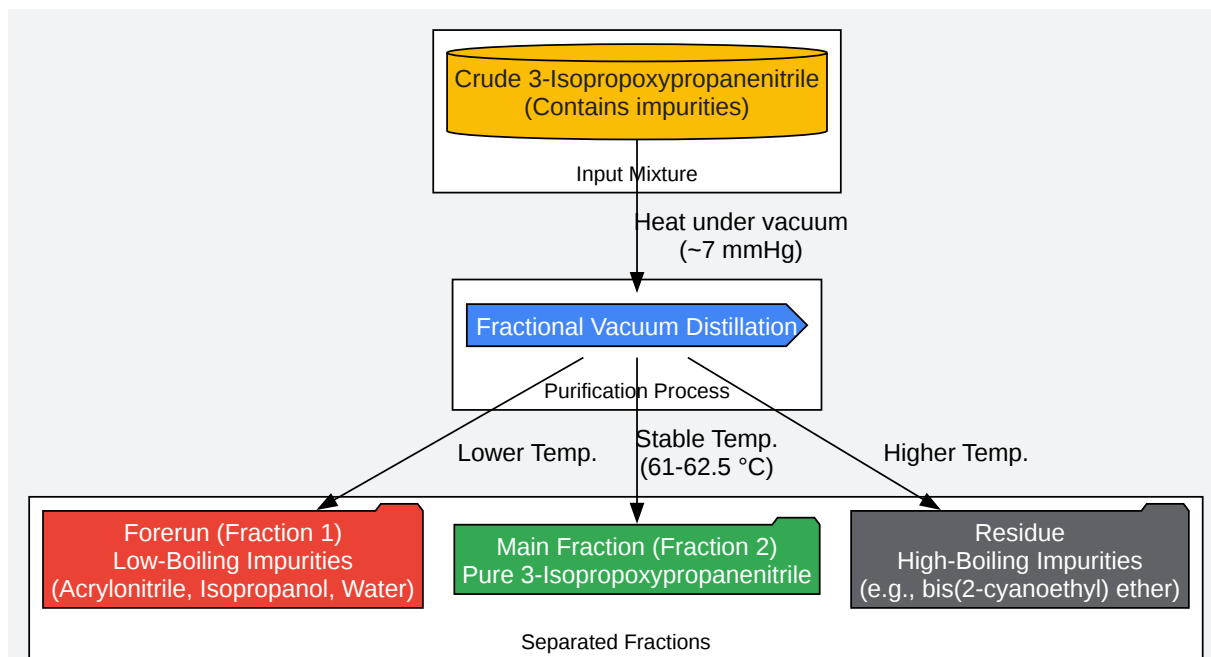 Crude 3-Isopropoxypropanenitrile
(Contains impurities)
Input Mixture
Heat under vacuum
(~7 mmHg)
Fractional Vacuum Distillation
Purification Process
Lower Temp.
Stable Temp.
(61-62.5 °C)
Higher Temp.
Forerun (Fraction 1)
Low-Boiling Impurities
(Acrylonitrile, Isopropanol, Water)
Main Fraction (Fraction 2)
Pure 3-Isopropoxypropanenitrile
Residue
High-Boiling Impurities
(e.g., bis(2-cyanoethyl) ether)
Separated Fractions